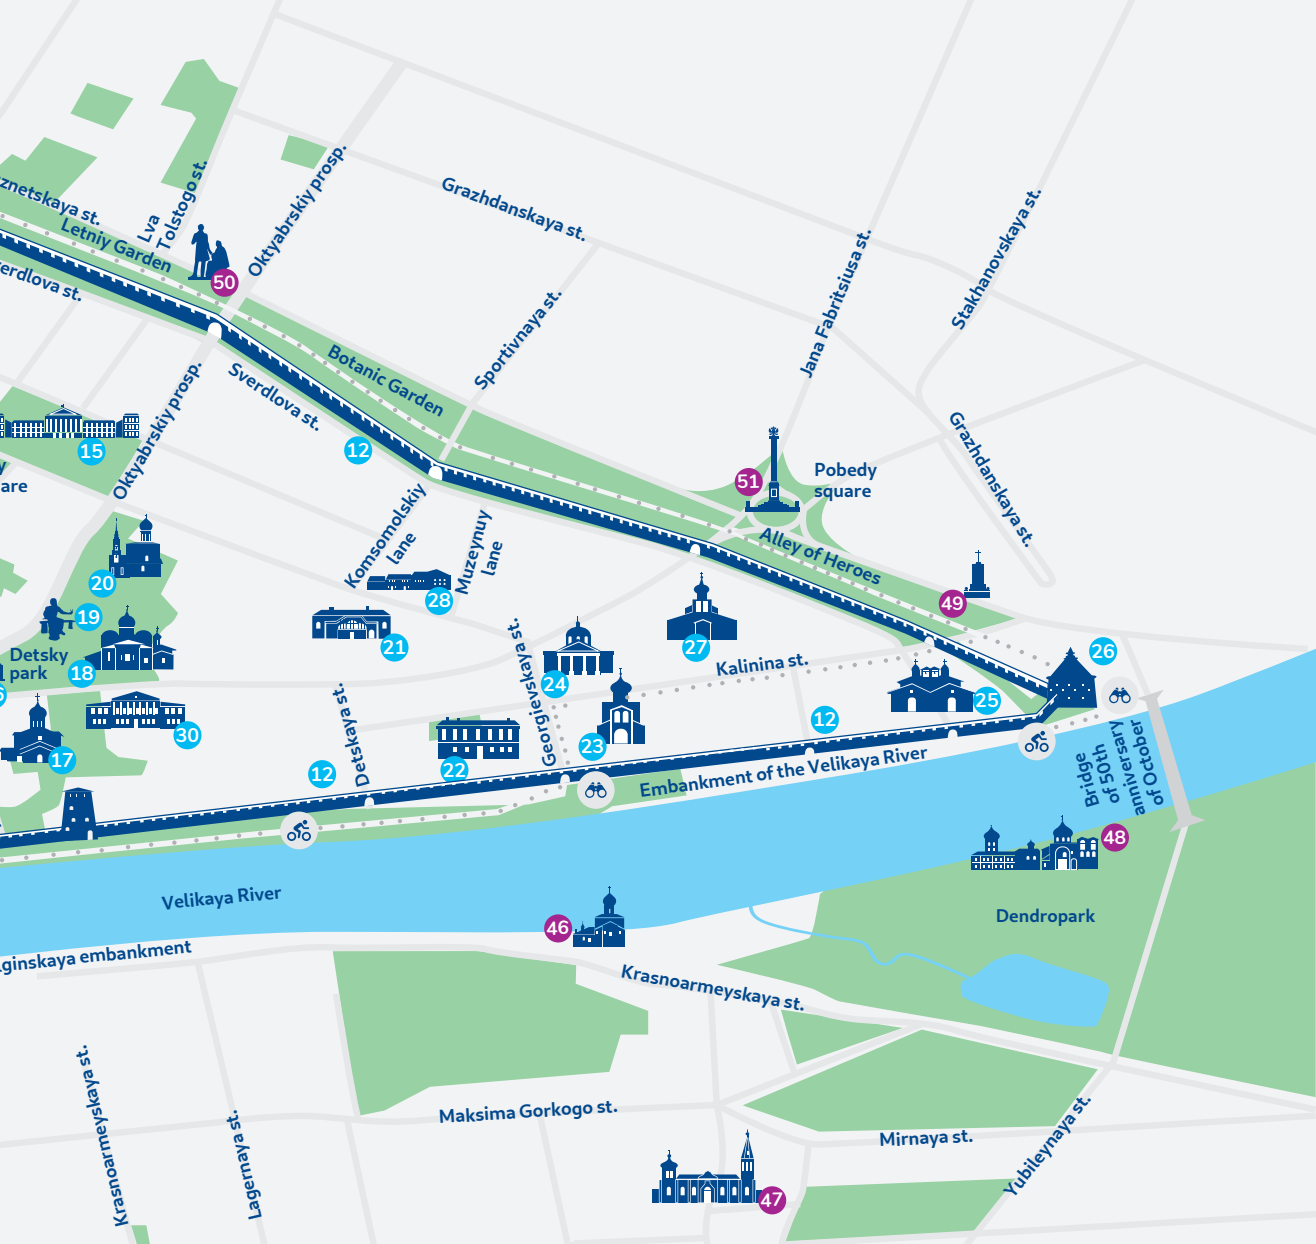 Lva
Tolstogo st.
Oktyabrskiy prosp.
znetskaya st.
Letniy Garden
verdlova st.
50
Grazhdanskaya st.
Stakhanovskaya st.
Jana Fabritsiusa st.
Sportivnaya st.
Botanic Garden
Sverdlova st.
Oktyabrskiy prosp.
12
15
y
are
Grazhdanskaya st.
51
Pobedy
square
Alley of Heroes
Komsomolskiy
lane
Muzeynuy
lane
20
28
49
19
21
27
Detsky
park
18
24
Kalinina st.
26
6
25
Georgievskaya st.
Detskaya st.
30
17
12
22
23
12
Embankment of the Velikaya River
Bridge
of 50th
anniversary
of October
48
Velikaya River
46
Dendropark
lginskaya embankment
Krasnoarmeyskaya st.
Krasnoarmeyskaya st.
Lagernaya st.
Maksima Gorkogo st.
Mirnaya st.
Yubileynaya st.
47